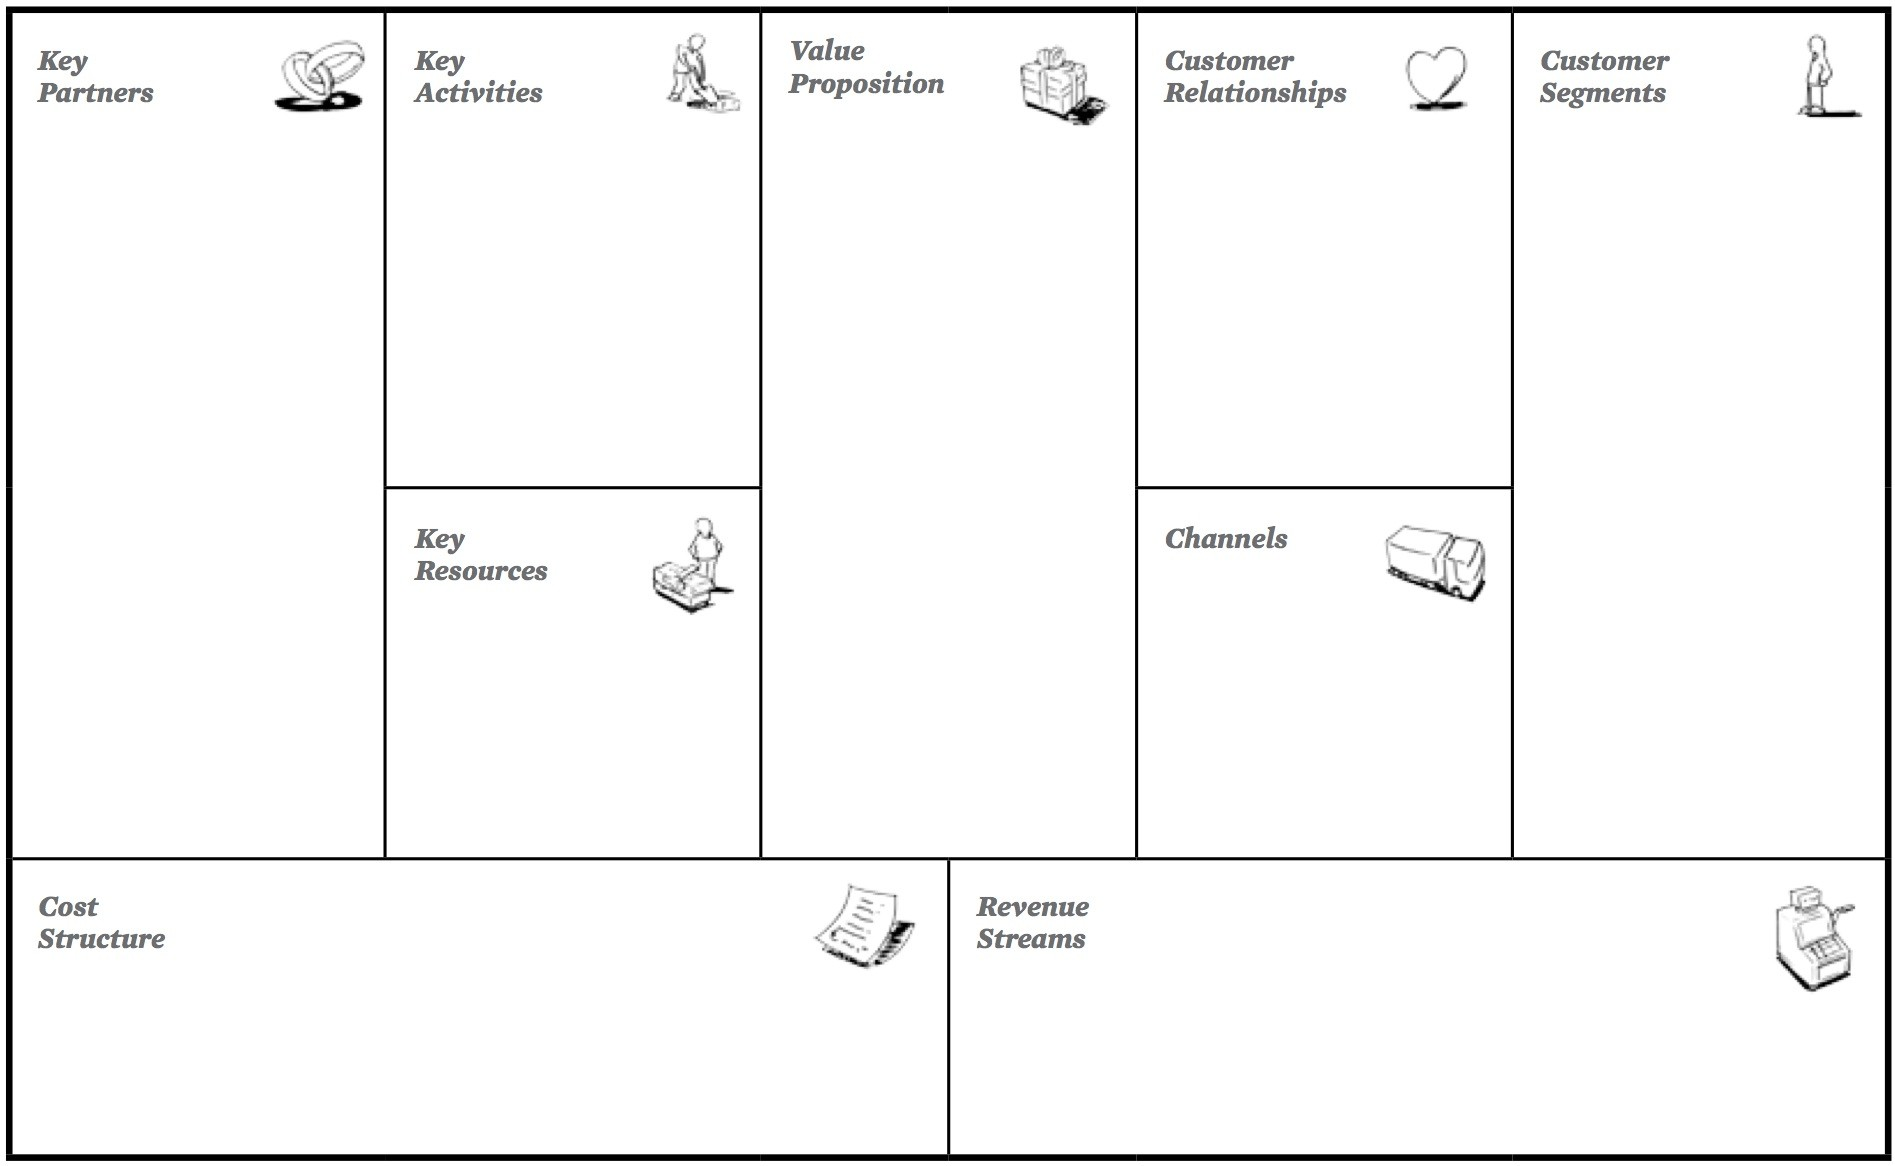 Key
Partners
Key
Activities
Value
Proposition
Customer
Relationships
Customer
Segments
Key
Resources
Channels
Cost
Structure
Revenue
Streams